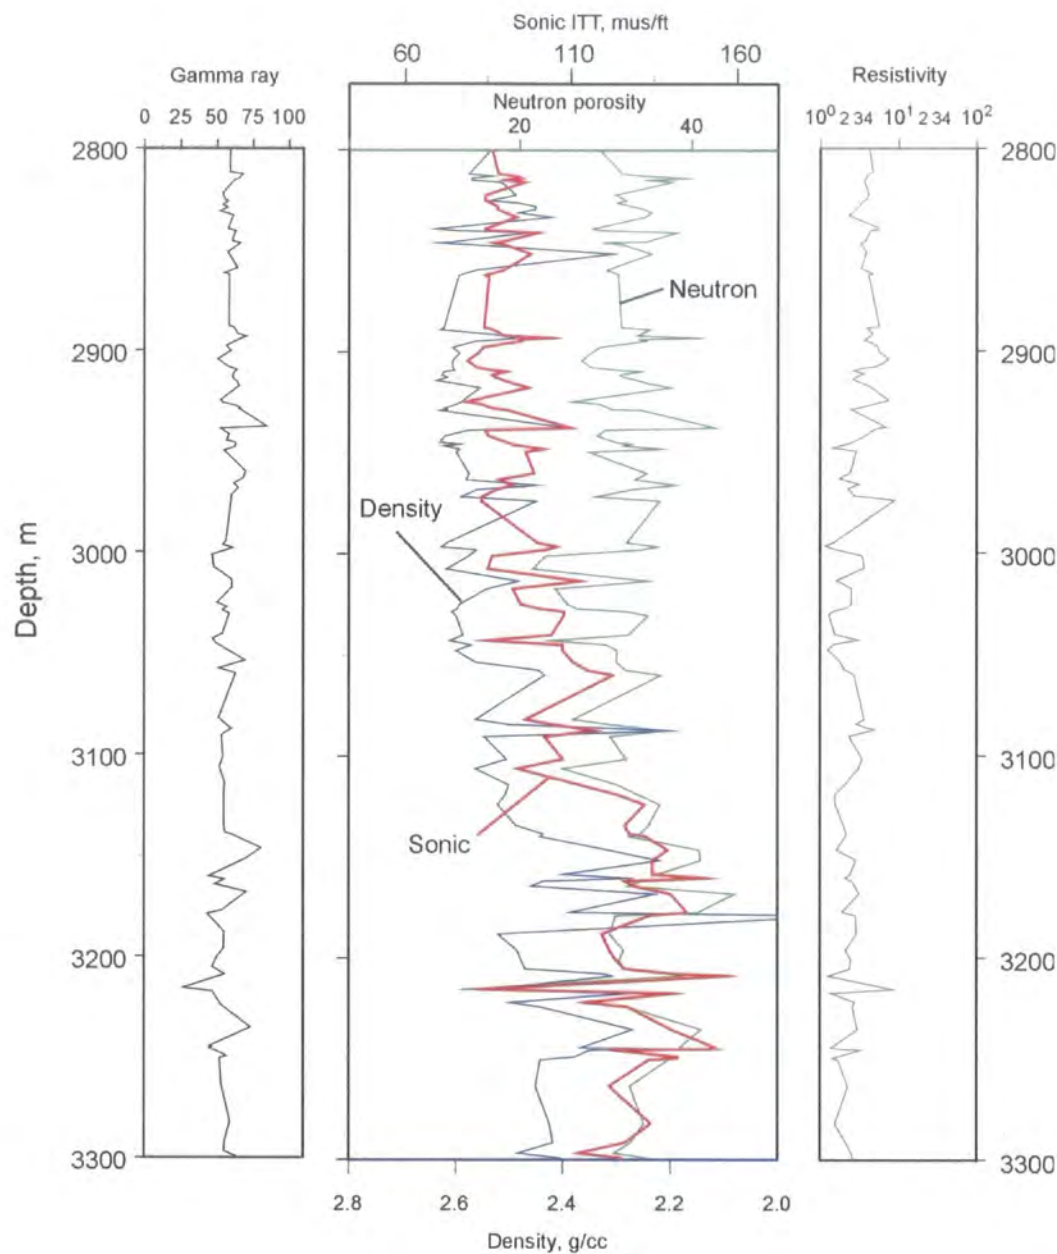 Sonic ITT, mus/ft
60 110 160
Gamma ray
Neutron porosity
Resistivity
0 25 50 75 100
20 40
10⁰ 2 3 4 10¹ 2 3 4 10²
2800 2800
Neutron
2900 2900
Density
3000 3000
Depth, m
3100 3100
Sonic
3200 3200
3300 3300
2.8 2.6 2.4 2.2 2.0
Density, g/cc